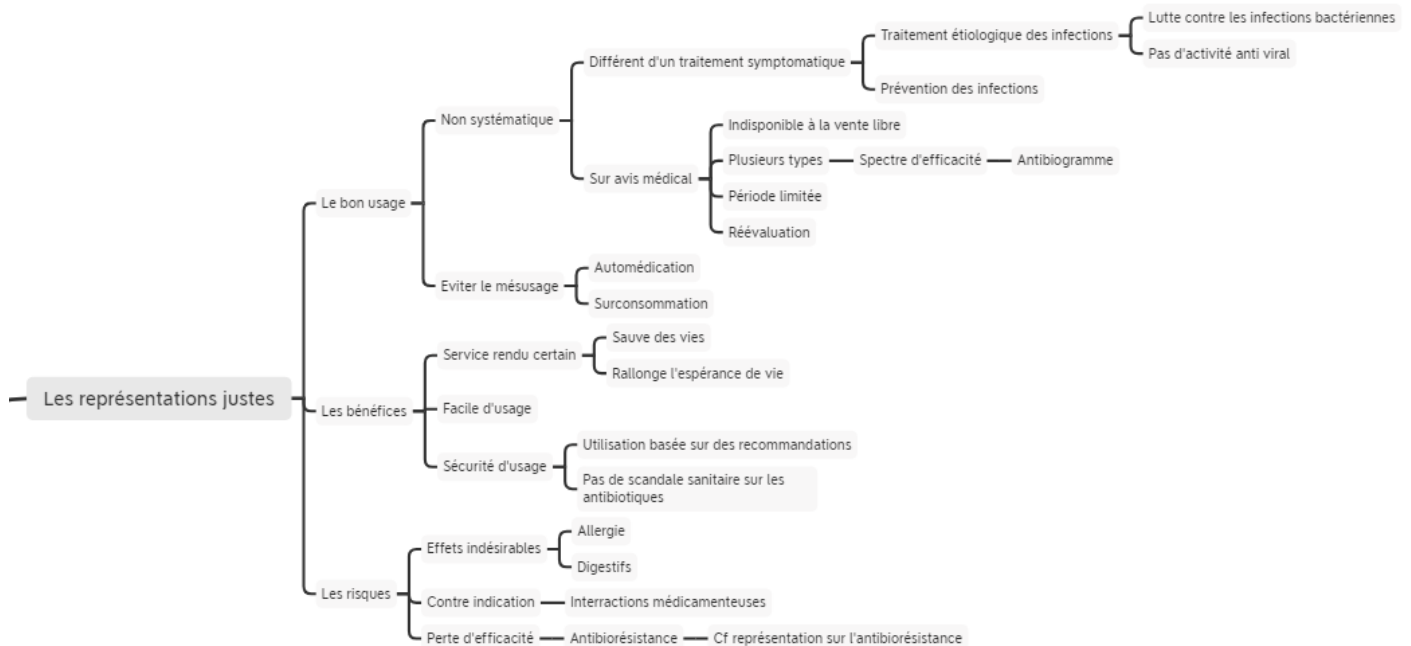 Lutte contre les infections bactériennes
Traitement étiologique des infections
Pas d'activité anti viral
Différent d'un traitement symptomatique
Prévention des infections
Non systématique
Indisponible à la vente libre
Plusieurs types
Spectre d'efficacité
Antibiogramme
Sur avis médical
Période limitée
Le bon usage
Réévaluation
Automédication
Eviter le mésusage
Surconsommation
Sauve des vies
Service rendu certain
Rallonge l'espérance de vie
Les représentations justes
Les bénéfices
Facile d'usage
Utilisation basée sur des recommandations
Sécurité d'usage
Pas de scandale sanitaire sur les
antibiotiques
Allergie
Effets indésirables
Digestifs
Les risques
Contre indication
Interractions médicamenteuses
Perte d'efficacité
Antibiorésistance
Cf représentation sur l'antibiorésistance